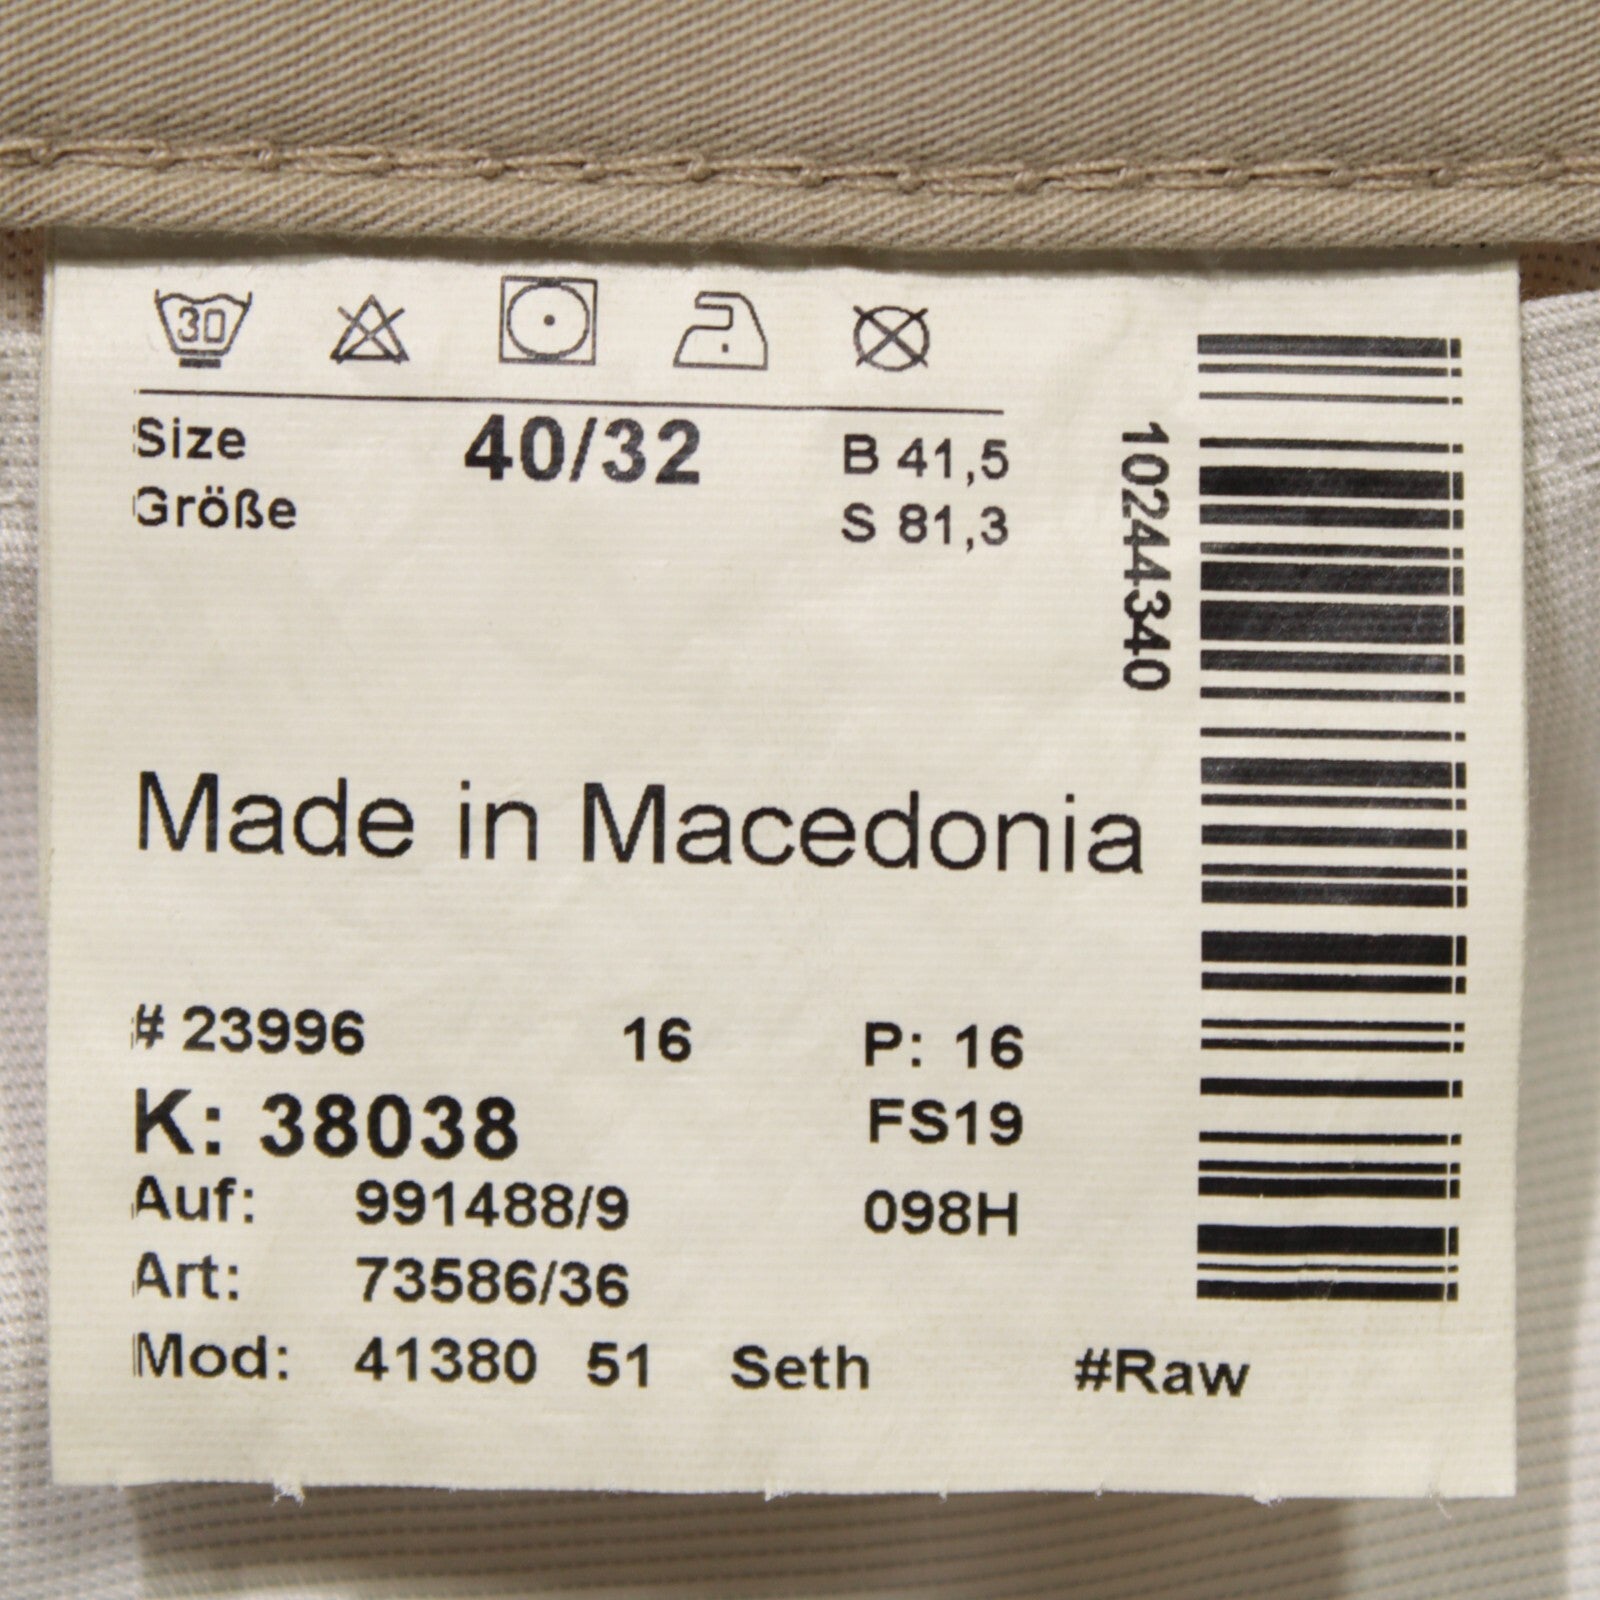 30
Size 40/32 B 41,5
Größe S 81,3
10244340
Made in Macedonia
# 23996 16 P: 16
K: 38038 FS19
Auf: 991488/9 098H
Art: 73586/36
Mod: 41380 51 Seth #Raw